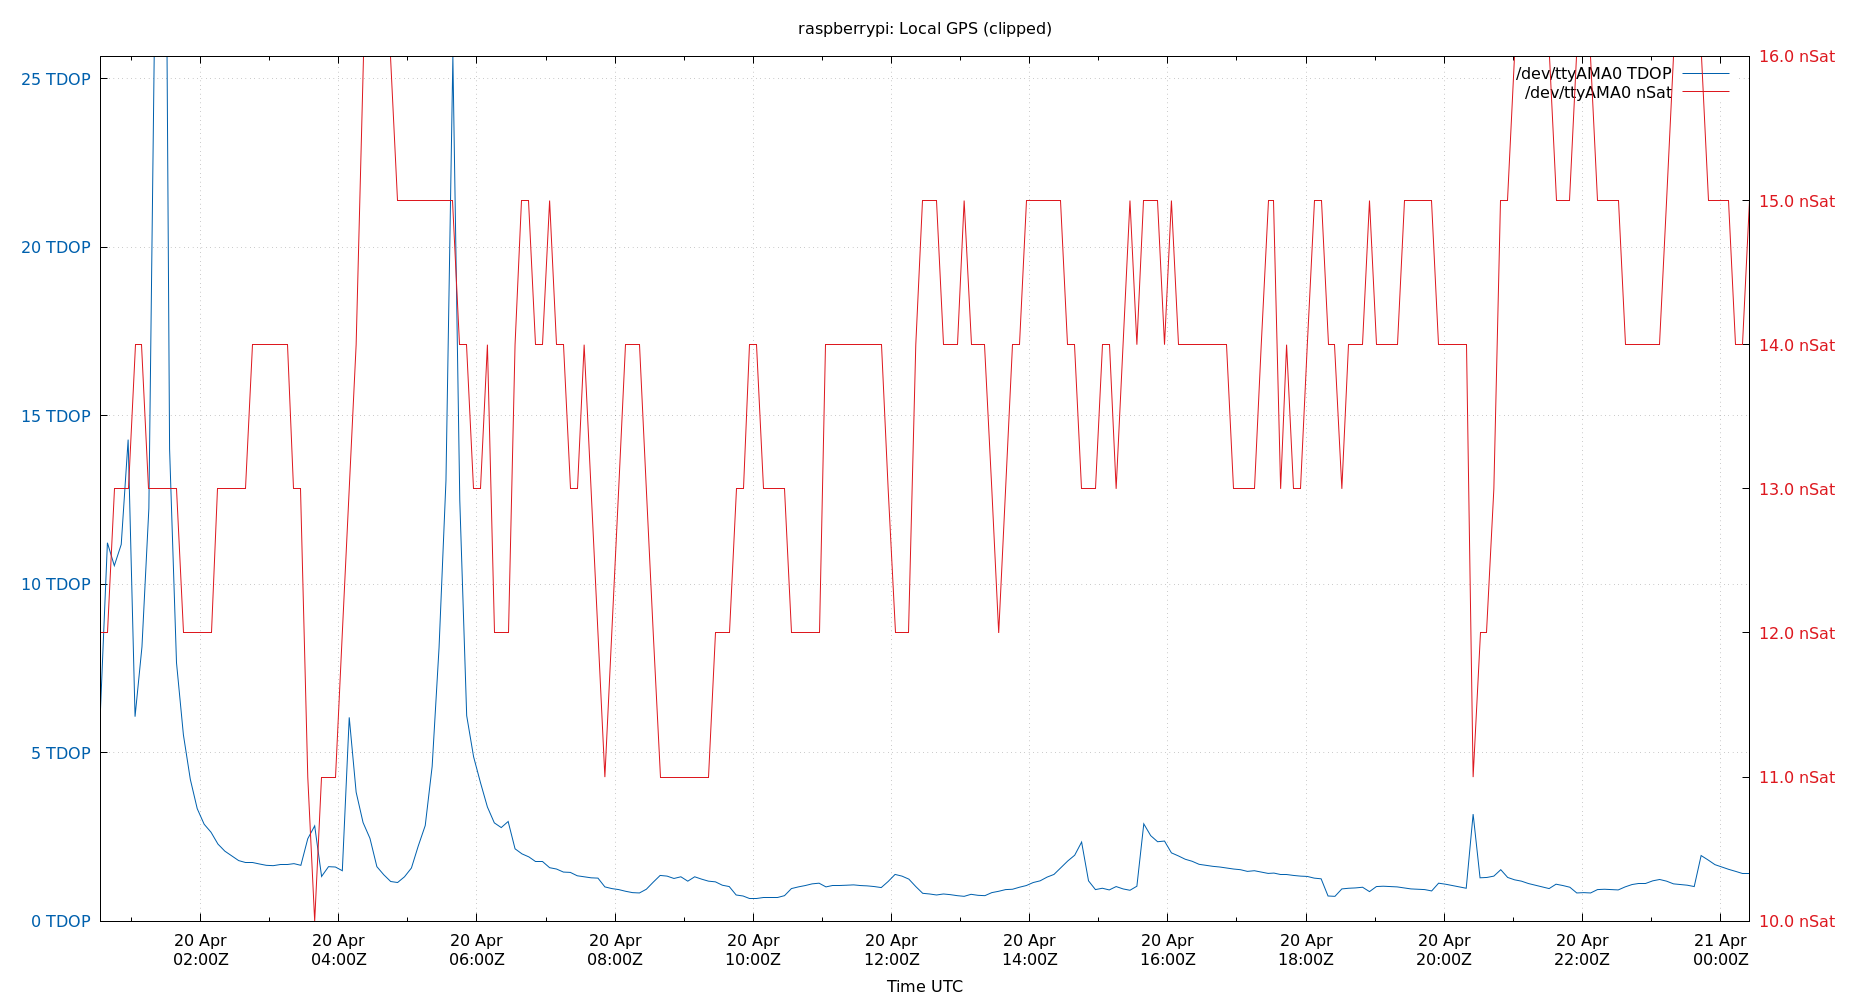 raspberrypi: Local GPS (clipped)
25 TDOP
20 TDOP
15 TDOP
10 TDOP
5 TDOP
0 TDOP
16.0 nSat
15.0 nSat
14.0 nSat
13.0 nSat
12.0 nSat
11.0 nSat
10.0 nSat
/dev/ttyAMA0 TDOP
/dev/ttyAMA0 nSat
20 Apr 20 Apr 20 Apr 20 Apr 20 Apr 20 Apr 20 Apr 20 Apr 20 Apr 20 Apr 20 Apr 21 Apr
02:00Z 04:00Z 06:00Z 08:00Z 10:00Z 12:00Z 14:00Z 16:00Z 18:00Z 20:00Z 22:00Z 00:00Z
Time UTC